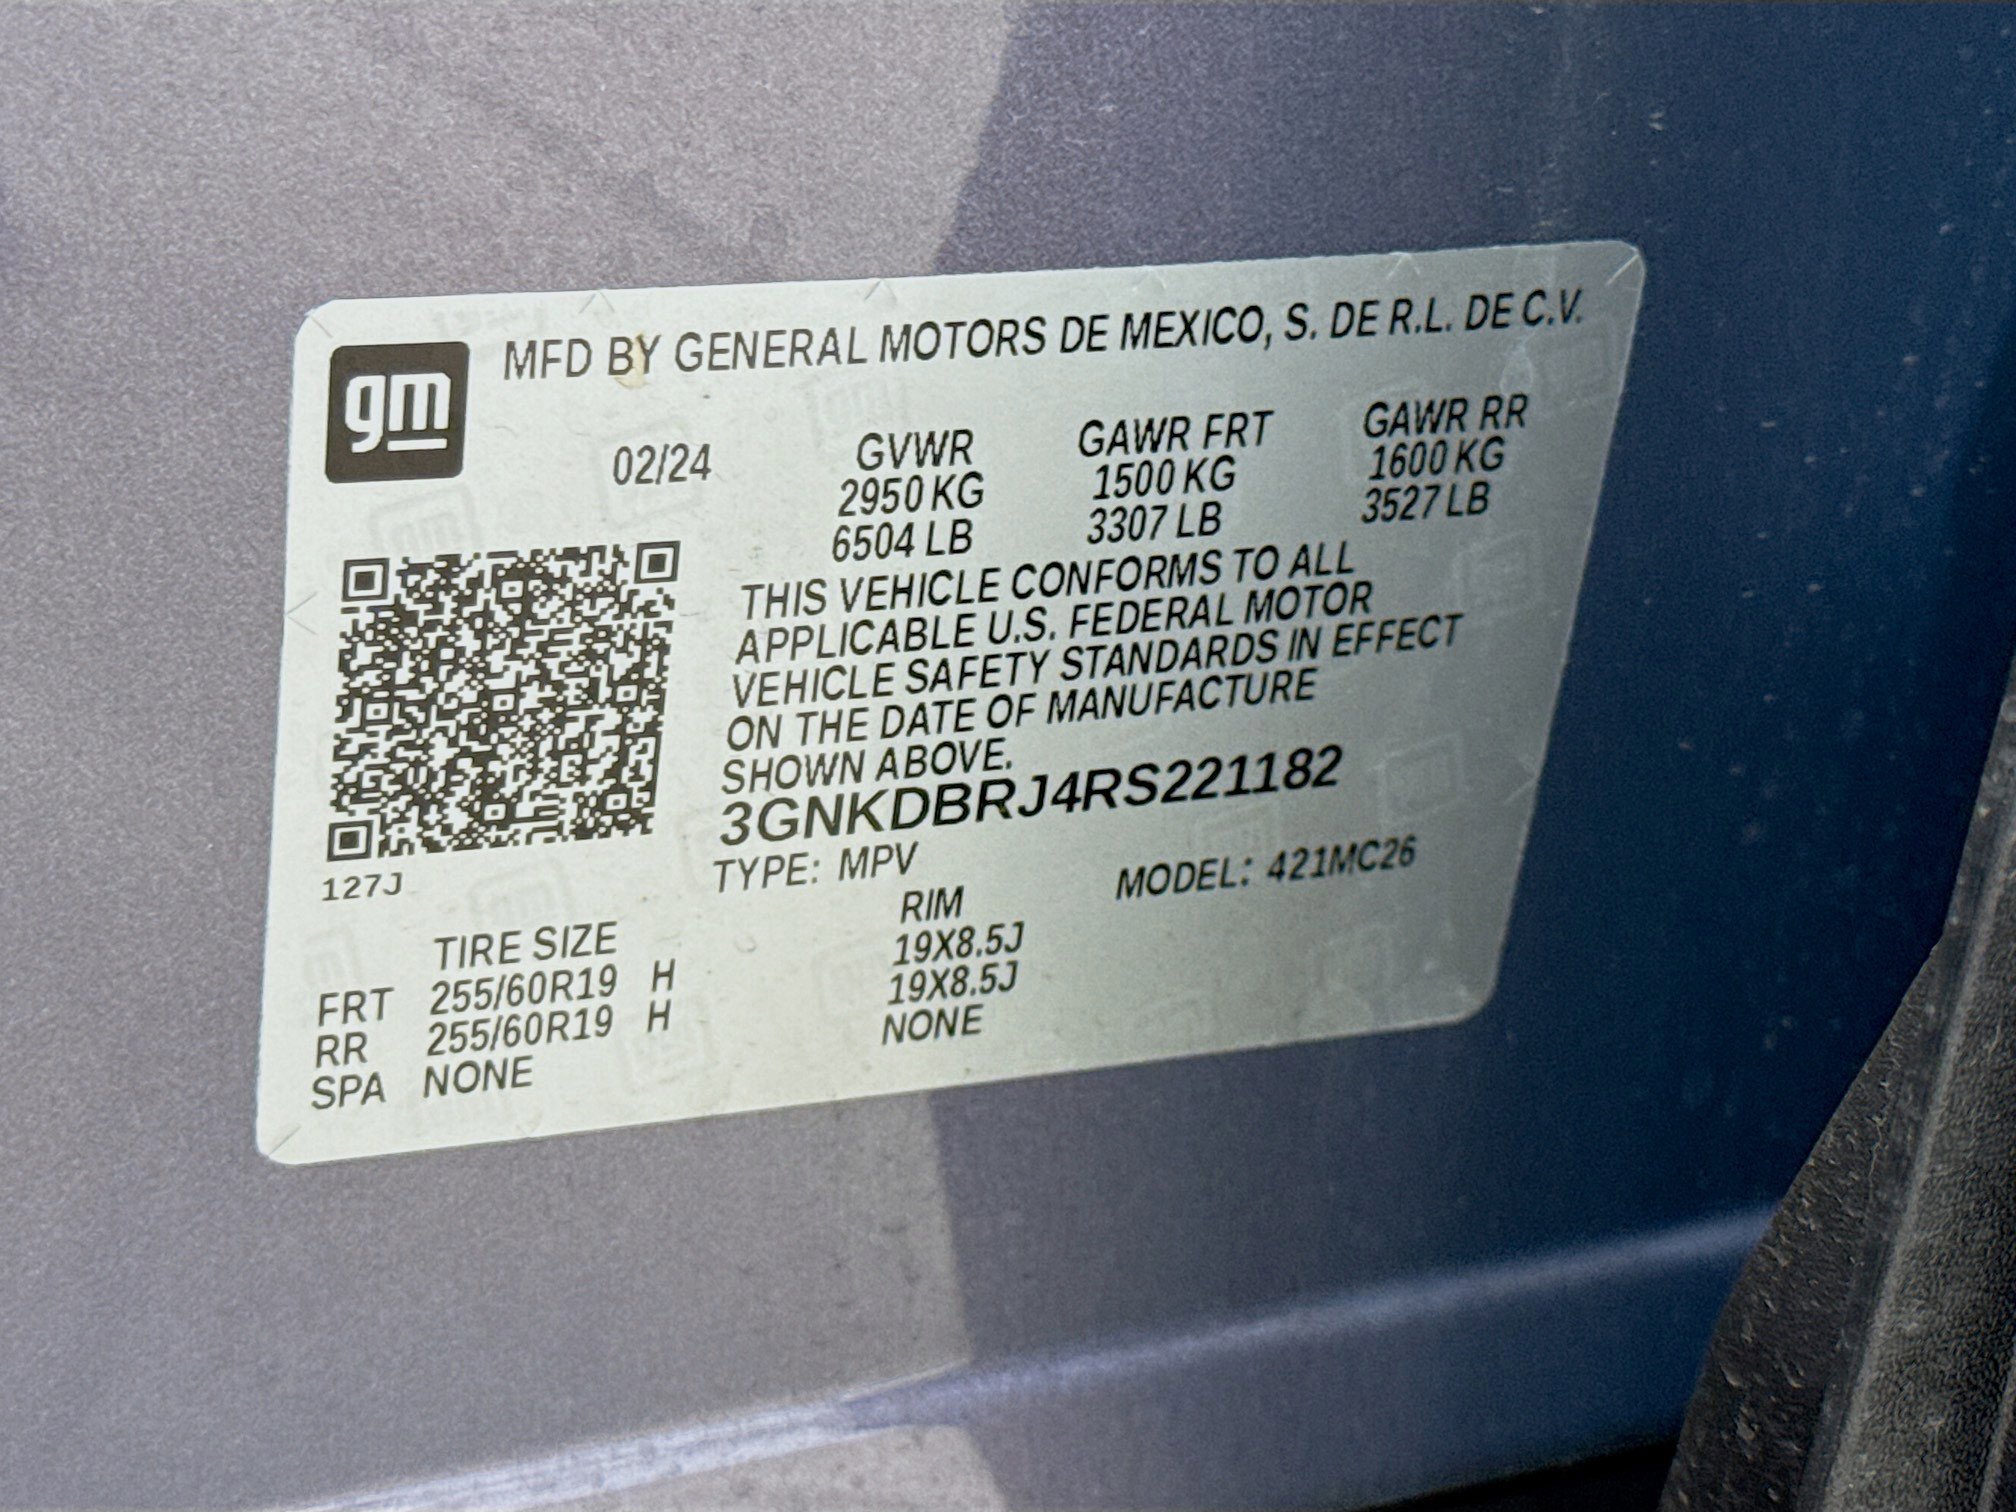 gm
MFD BY GENERAL MOTORS DE MEXICO, S. DE R.L. DE C.V.
02/24 GVWR GAWR FRT GAWR RR
2950 KG 1500 KG 1600 KG
6504 LB 3307 LB 3527 LB
THIS VEHICLE CONFORMS TO ALL
APPLICABLE U.S. FEDERAL MOTOR
VEHICLE SAFETY STANDARDS IN EFFECT
ON THE DATE OF MANUFACTURE
SHOWN ABOVE.
3GNKDBRJ4RS221182
127J
TYPE: MPV MODEL: 421MC26
TIRE SIZE RIM
FRT 255/60R19 H 19X8.5J
RR 255/60R19 H 19X8.5J
SPA NONE NONE